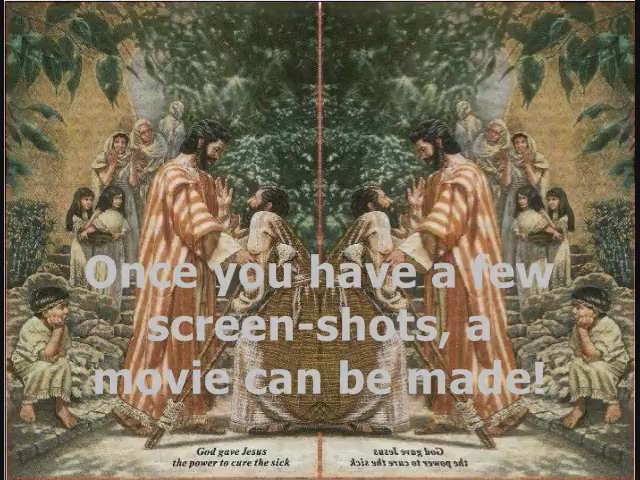 Once you have a few
screen-shots, a
movie can be made!
God gave Jesus
the power to cure the sick
God gave Jesus
the power to cure the sick